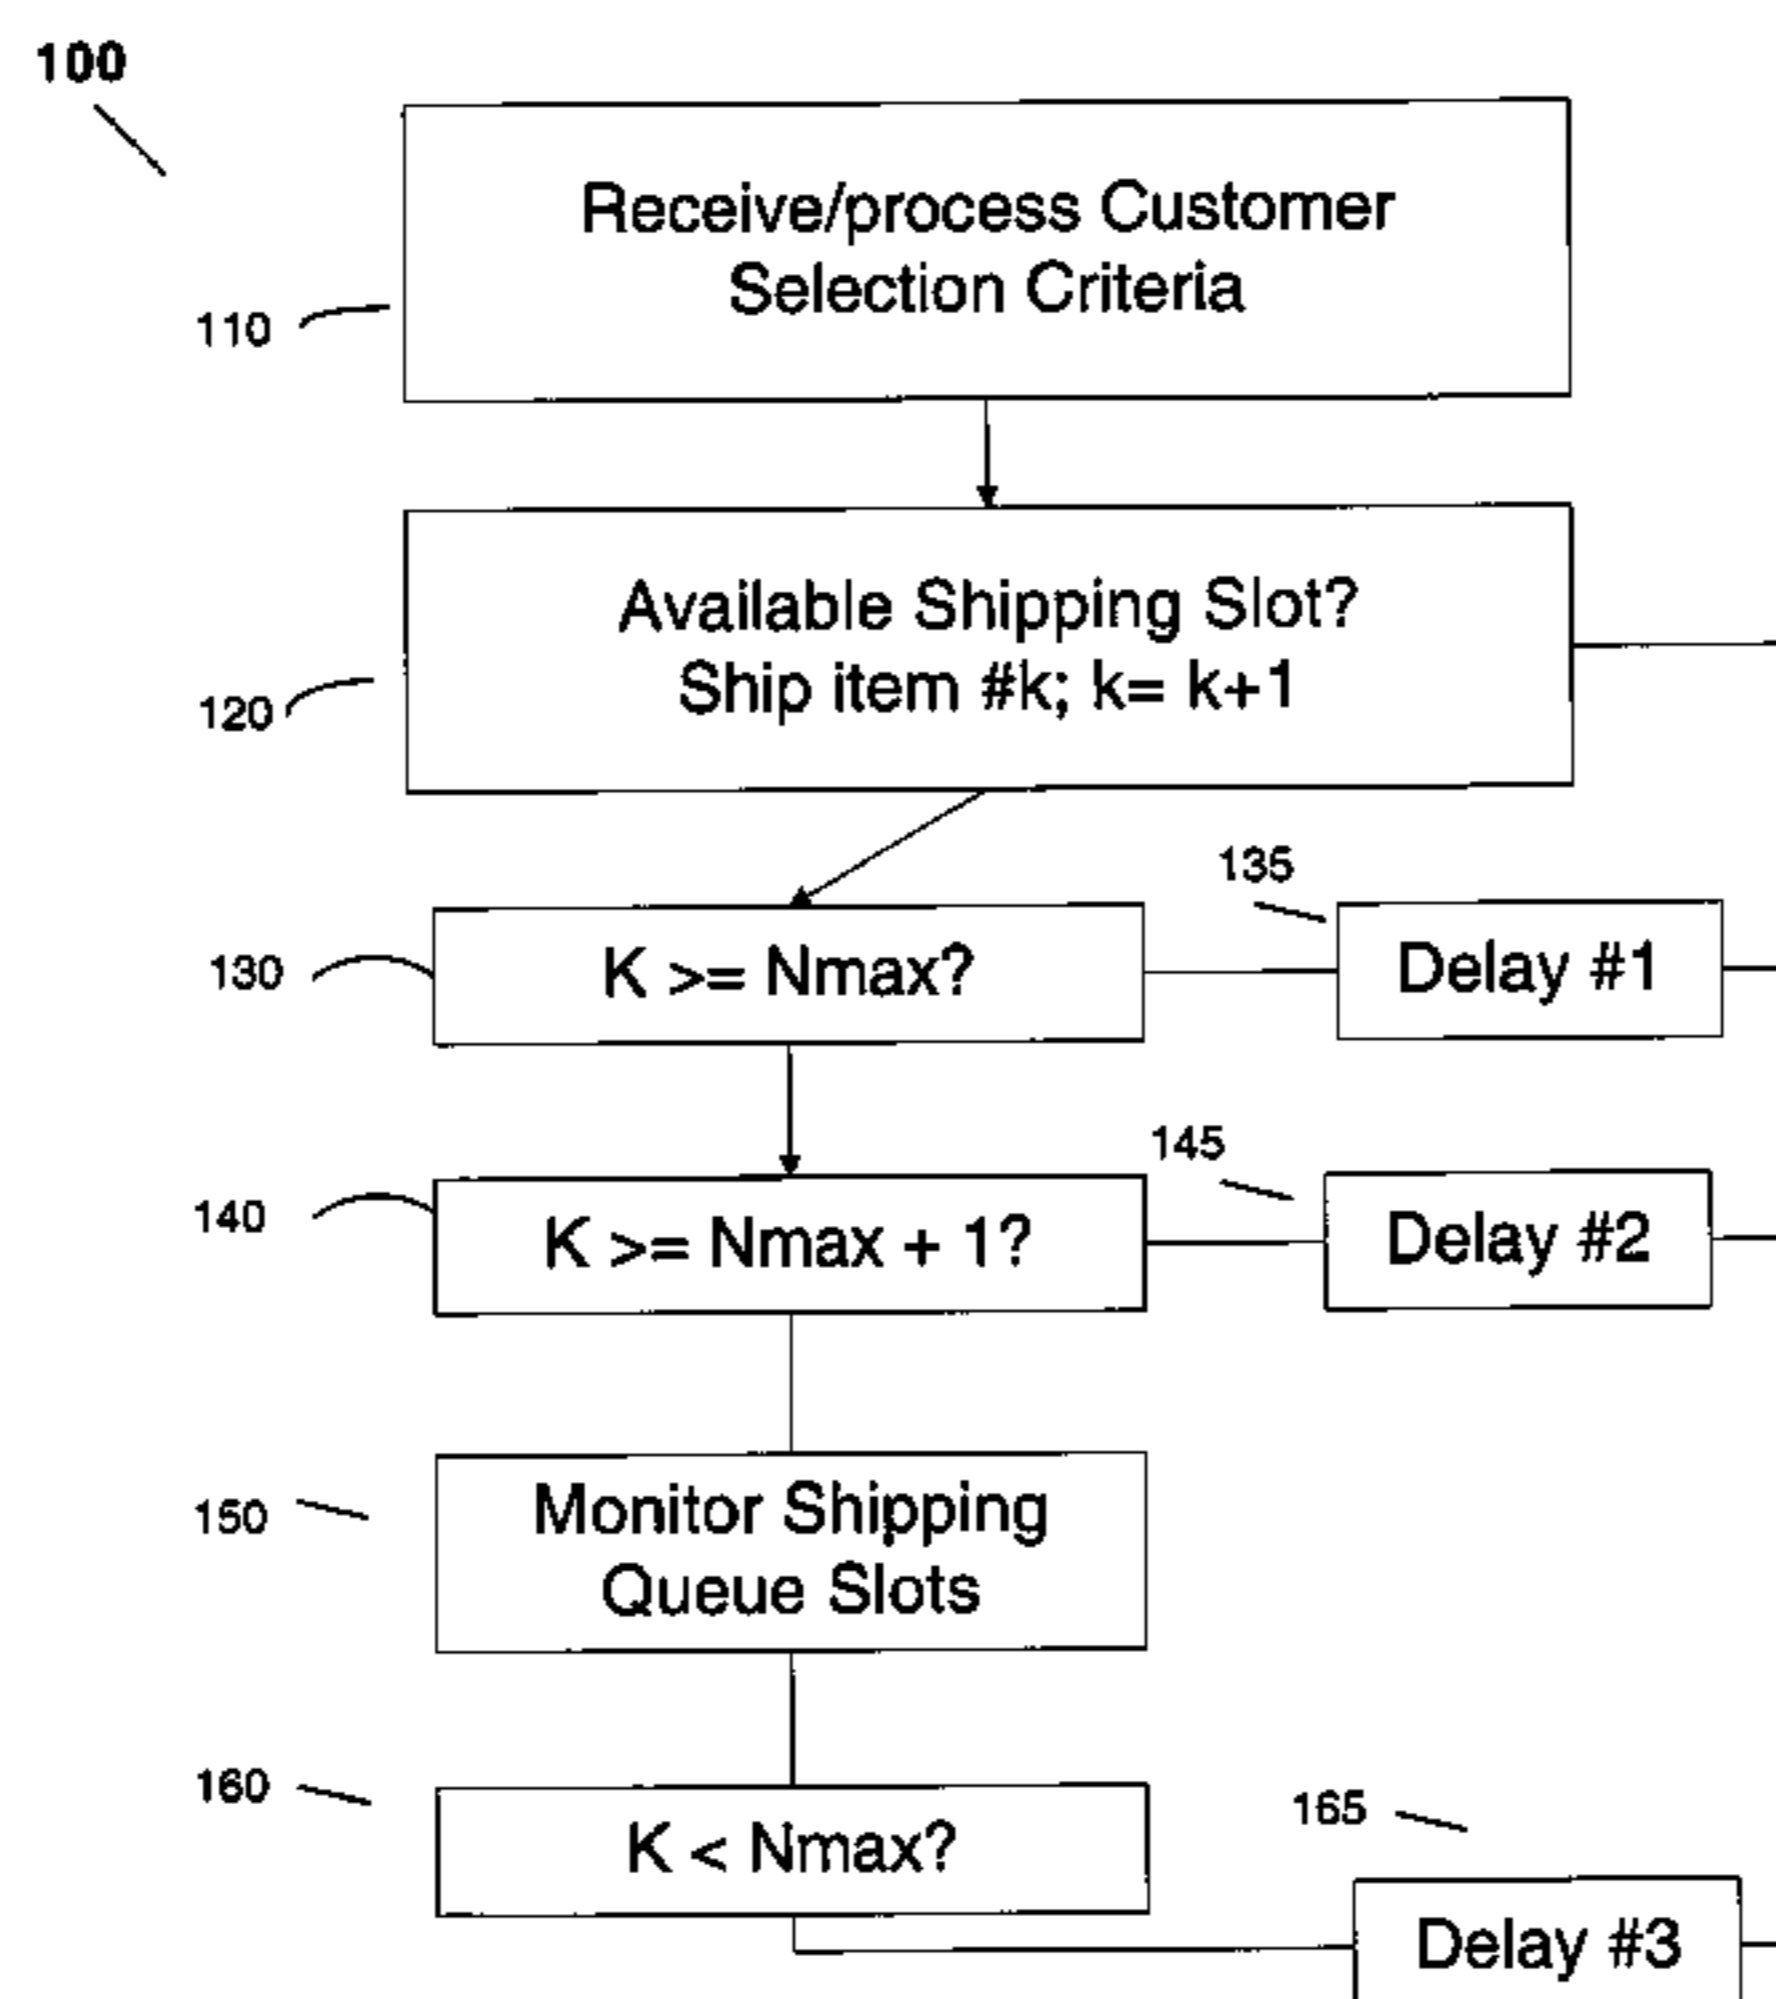 100
Receive/process Customer
Selection Criteria
110
Available Shipping Slot?
Ship item #k; k= k+1
120
135
130
K >= Nmax?
Delay #1
145
140
K >= Nmax + 1?
Delay #2
150
Monitor Shipping
Queue Slots
160
165
K < Nmax?
Delay #3